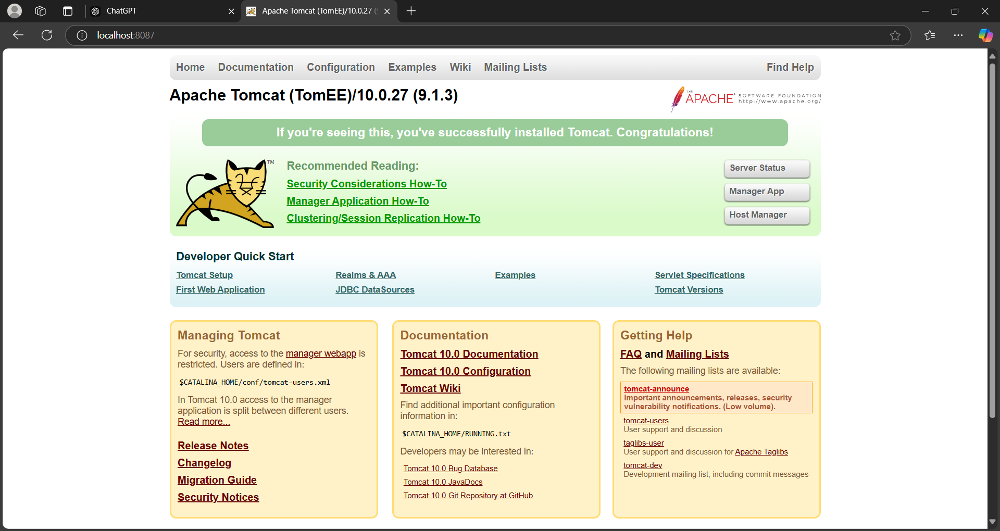 ChatGPT
Apache Tomcat (TomEE)/10.0.27 (
localhost:8087
Home Documentation Configuration Examples Wiki Mailing Lists Find Help
Apache Tomcat (TomEE)/10.0.27 (9.1.3)
THE APACHE SOFTWARE FOUNDATION
http://www.apache.org/
If you're seeing this, you've successfully installed Tomcat. Congratulations!
TM
Recommended Reading:
Security Considerations How-To
Manager Application How-To
Clustering/Session Replication How-To
Server Status
Manager App
Host Manager
Developer Quick Start
Tomcat Setup
First Web Application
Realms & AAA
JDBC DataSources
Examples
Servlet Specifications
Tomcat Versions
Managing Tomcat
For security, access to the manager webapp is
restricted. Users are defined in:
$CATALINA_HOME/conf/tomcat-users.xml
In Tomcat 10.0 access to the manager
application is split between different users.
Read more...
Release Notes
Changelog
Migration Guide
Security Notices
Documentation
Tomcat 10.0 Documentation
Tomcat 10.0 Configuration
Tomcat Wiki
Find additional important configuration
information in:
$CATALINA_HOME/RUNNING.txt
Developers may be interested in:
Tomcat 10.0 Bug Database
Tomcat 10.0 JavaDocs
Tomcat 10.0 Git Repository at GitHub
Getting Help
FAQ and Mailing Lists
The following mailing lists are available:
tomcat-announce
Important announcements, releases, security
vulnerability notifications. (Low volume).
tomcat-users
User support and discussion
taglibs-user
User support and discussion for Apache Taglibs
tomcat-dev
Development mailing list, including commit messages